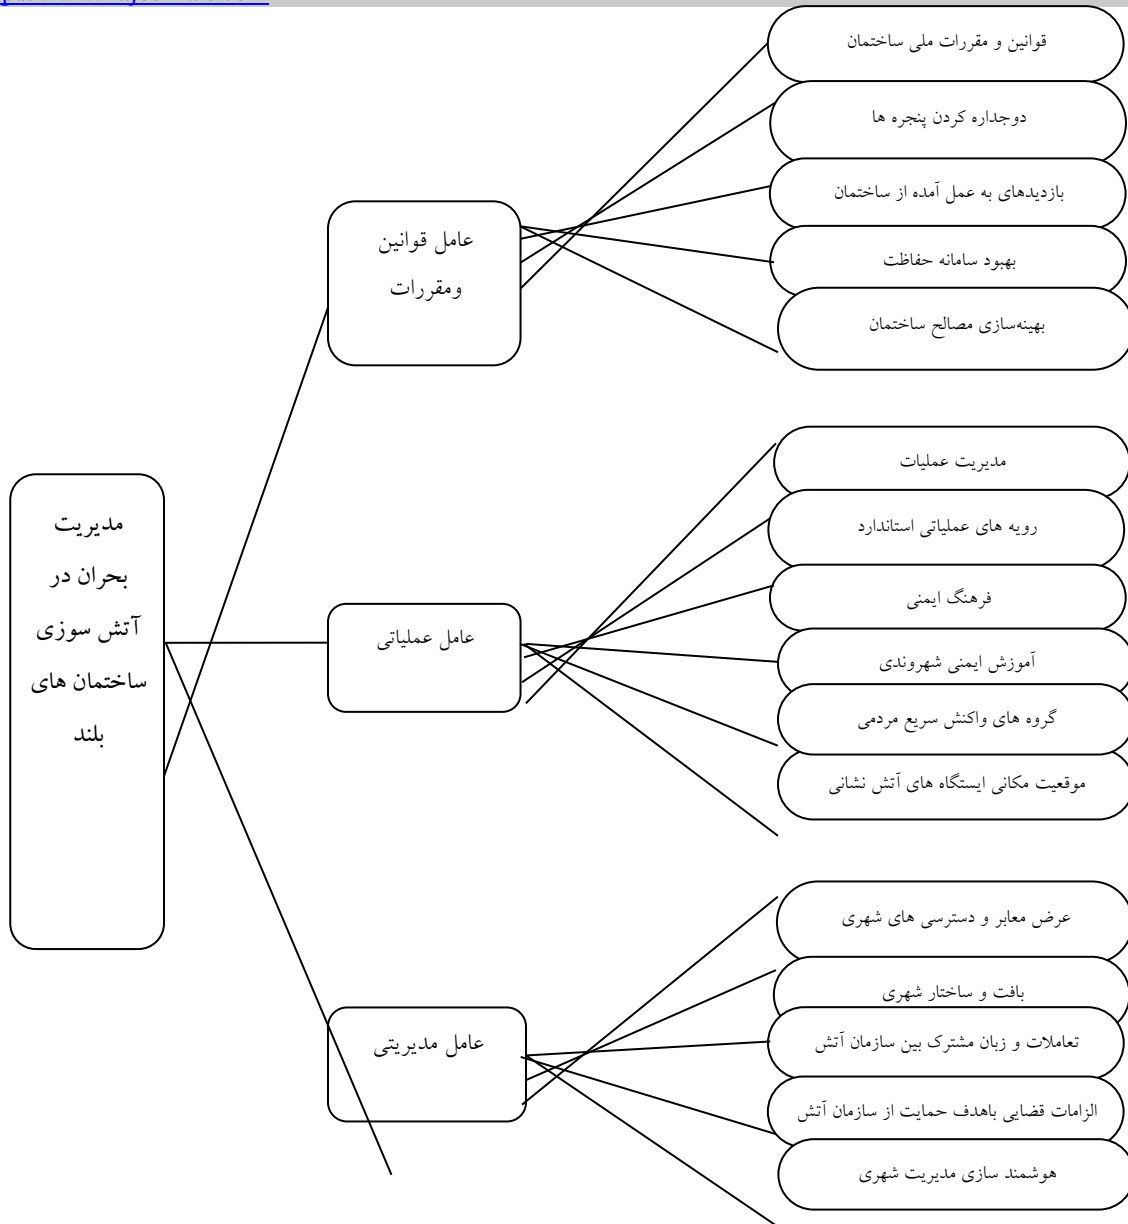 قوانین و مقررات ملی ساختمان
دوجداره کردن پنجره ها
بازدیدهای به عمل آمده از ساختمان
بهبود سامانه حفاظت
بهینه‌سازی مصالح ساختمان
عامل قوانین
ومقررات
مدیریت عملیات
رویه های عملیاتی استاندارد
فرهنگ ایمنی
آموزش ایمنی شهروندی
گروه های واکنش سریع مردمی
موقعیت مکانی ایستگاه های آتش نشانی
عامل عملیاتی
مدیریت
بحران در
آتش سوزی
ساختمان های
بلند
عرض معابر و دسترسی های شهری
بافت و ساختار شهری
تعاملات و زبان مشترک بین سازمان آتش
الزامات قضایی باهدف حمایت از سازمان آتش
هوشمند سازی مدیریت شهری
عامل مدیریتی